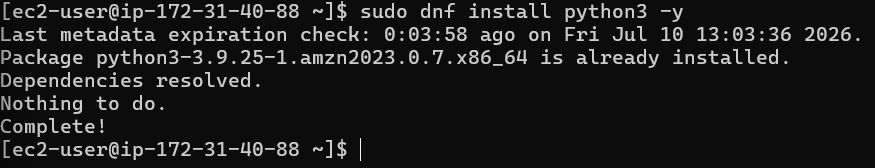 [ec2-user@ip-172-31-40-88 ~]$ sudo dnf install python3 -y
Last metadata expiration check: 0:03:58 ago on Fri Jul 10 13:03:36 2026.
Package python3-3.9.25-1.amzn2023.0.7.x86_64 is already installed.
Dependencies resolved.
Nothing to do.
Complete!
[ec2-user@ip-172-31-40-88 ~]$